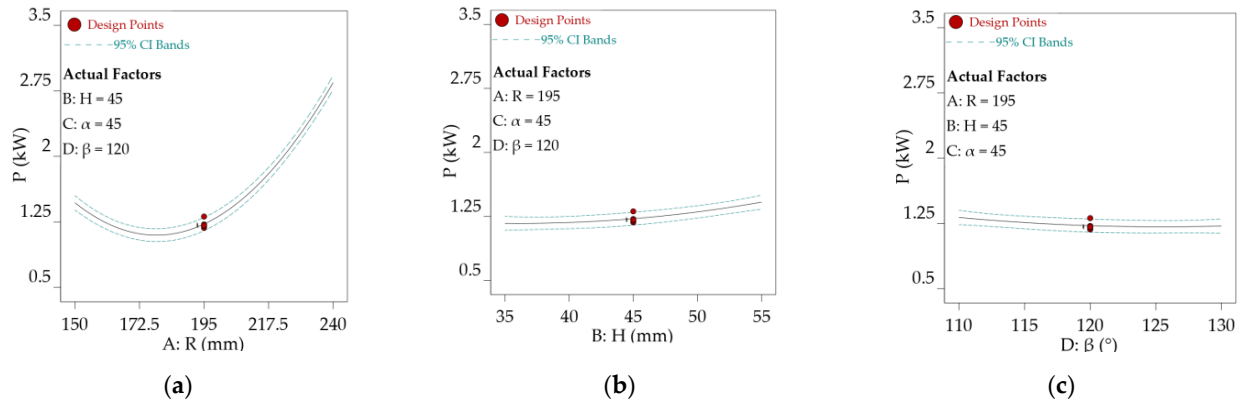 3.5
Design Points
95% CI Bands
Actual Factors
B: H = 45
C: α = 45
D: β = 120
2.75
2
1.25
0.5
P (kW)
150 172.5 195 217.5 240
A: R (mm)
(a)
3.5
Design Points
95% CI Bands
Actual Factors
A: R = 195
C: α = 45
D: β = 120
2.75
2
1.25
0.5
P (kW)
35 40 45 50 55
B: H (mm)
(b)
3.5
Design Points
95% CI Bands
Actual Factors
A: R = 195
B: H = 45
C: α = 45
2.75
2
1.25
0.5
P (kW)
110 115 120 125 130
D: β (°)
(c)